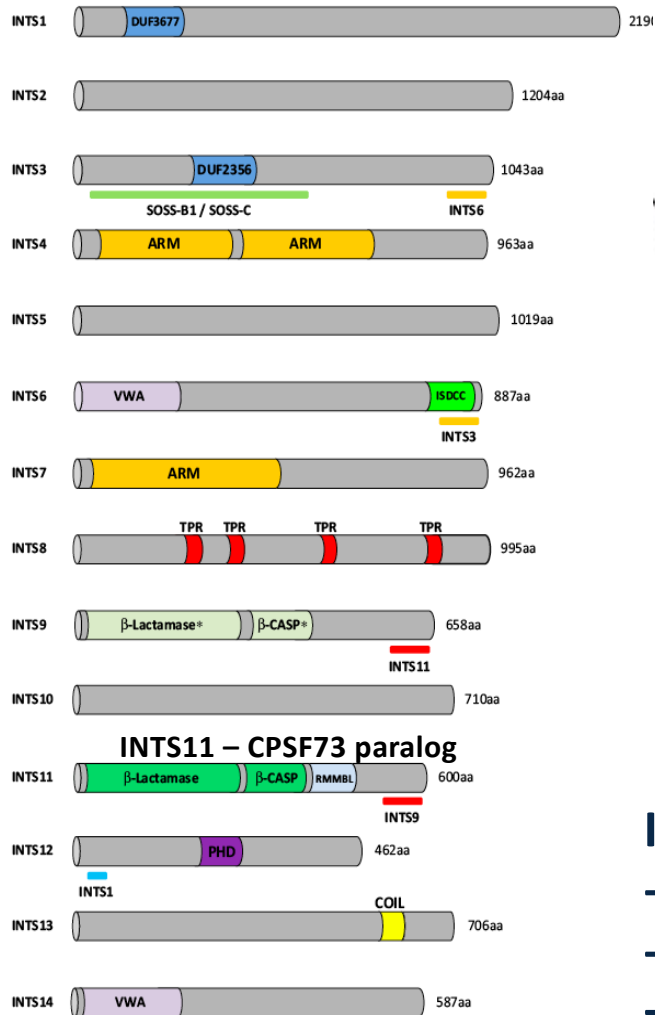 INTS1 DUF3677 219
INTS2 1204aa
INTS3 DUF2356 1043aa
SOSS-B1 / SOSS-C INTS6
INTS4 ARM ARM 963aa
INTS5 1019aa
INTS6 VWA ISDCC 887aa
INTS3
INTS7 ARM 962aa
TPR TPR TPR TPR
INTS8 995aa
INTS9 β-Lactamase* β-CASP* 658aa
INTS11
INTS10 710aa
INTS11 – CPSF73 paralog
INTS11 β-Lactamase β-CASP RMMBL 600aa
INTS9
INTS12 PHD 462aa
INTS1
COIL
INTS13 706aa
INTS14 VWA 587aa